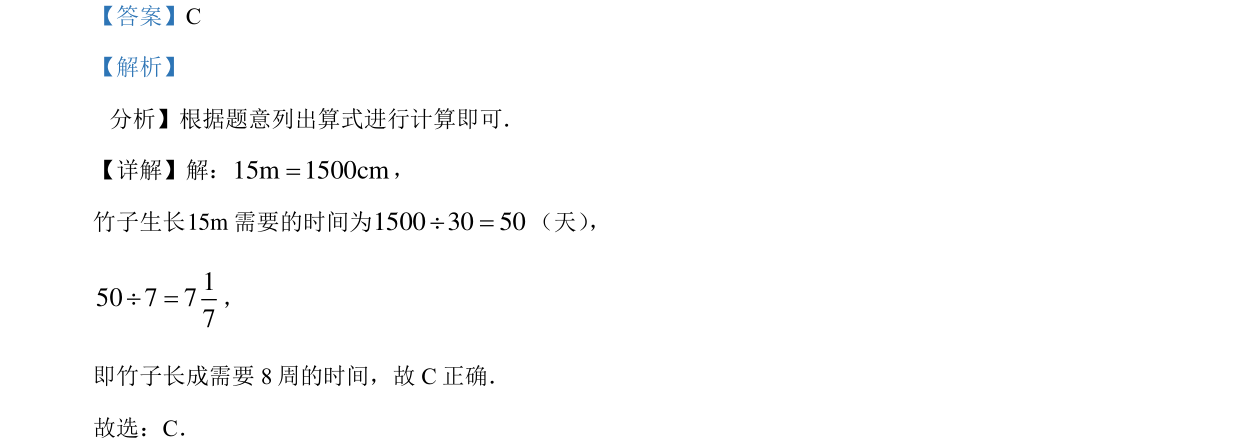 【答案】C
【解析】
分析】根据题意列出算式进行计算即可．
【详解】解：15m＝1500cm，
竹子生长15m 需要的时间为1500÷30＝50（天），
50÷7＝7 1/7，
即竹子长成需要 8 周的时间，故 C 正确．
故选：C．